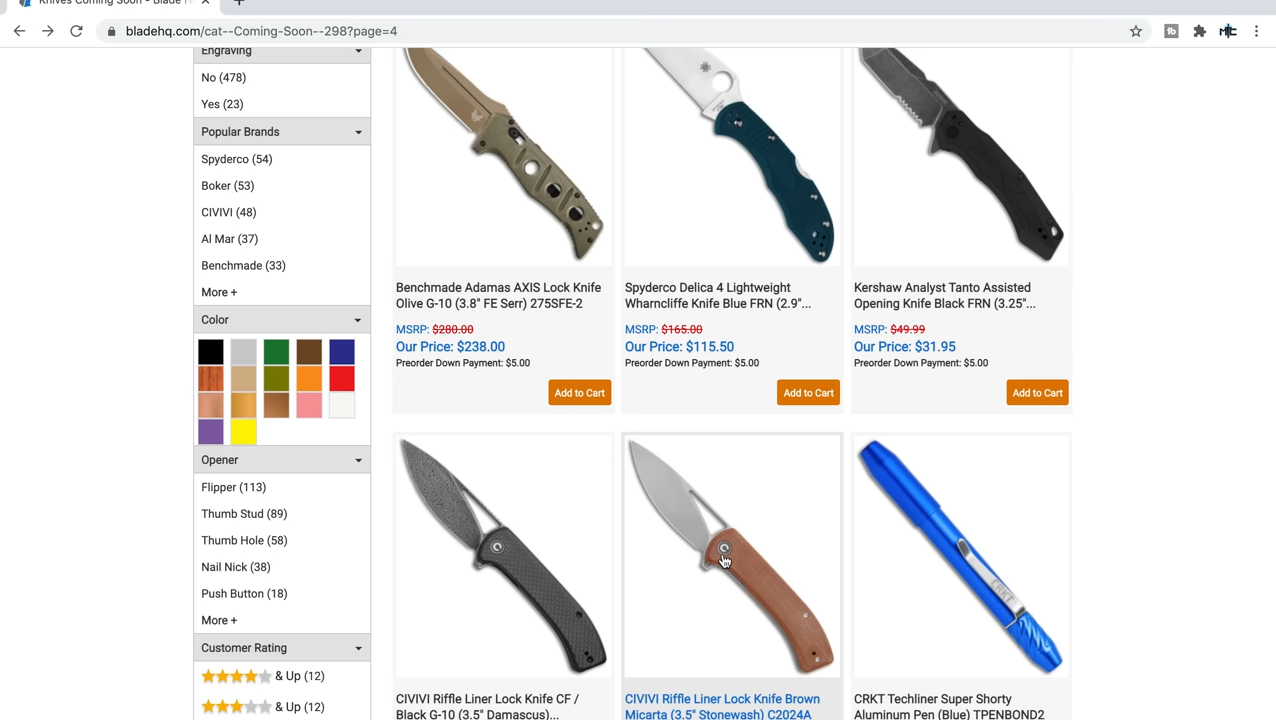 Knives Coming Soon - Blade H
bladehq.com/cat--Coming-Soon--298?page=4
Engraving
No (478)
Yes (23)
Popular Brands
Spyderco (54)
Boker (53)
CIVIVI (48)
Al Mar (37)
Benchmade (33)
More +
Color
Opener
Flipper (113)
Thumb Stud (89)
Thumb Hole (58)
Nail Nick (38)
Push Button (18)
More +
Customer Rating
& Up (12)
& Up (12)
Benchmade Adamas AXIS Lock Knife
Olive G-10 (3.8" FE Serr) 275SFE-2
MSRP: $280.00
Our Price: $238.00
Preorder Down Payment: $5.00
Add to Cart
Spyderco Delica 4 Lightweight
Wharncliffe Knife Blue FRN (2.9"...
MSRP: $165.00
Our Price: $115.50
Preorder Down Payment: $5.00
Add to Cart
Kershaw Analyst Tanto Assisted
Opening Knife Black FRN (3.25"...
MSRP: $49.99
Our Price: $31.95
Preorder Down Payment: $5.00
Add to Cart
CIVIVI Riffle Liner Lock Knife CF /
Black G-10 (3.5" Damascus)...
CIVIVI Riffle Liner Lock Knife Brown
Micarta (3.5" Stonewash) C2024A
CRKT
CRKT Techliner Super Shorty
Aluminum Pen (Blue) TPENBOND2